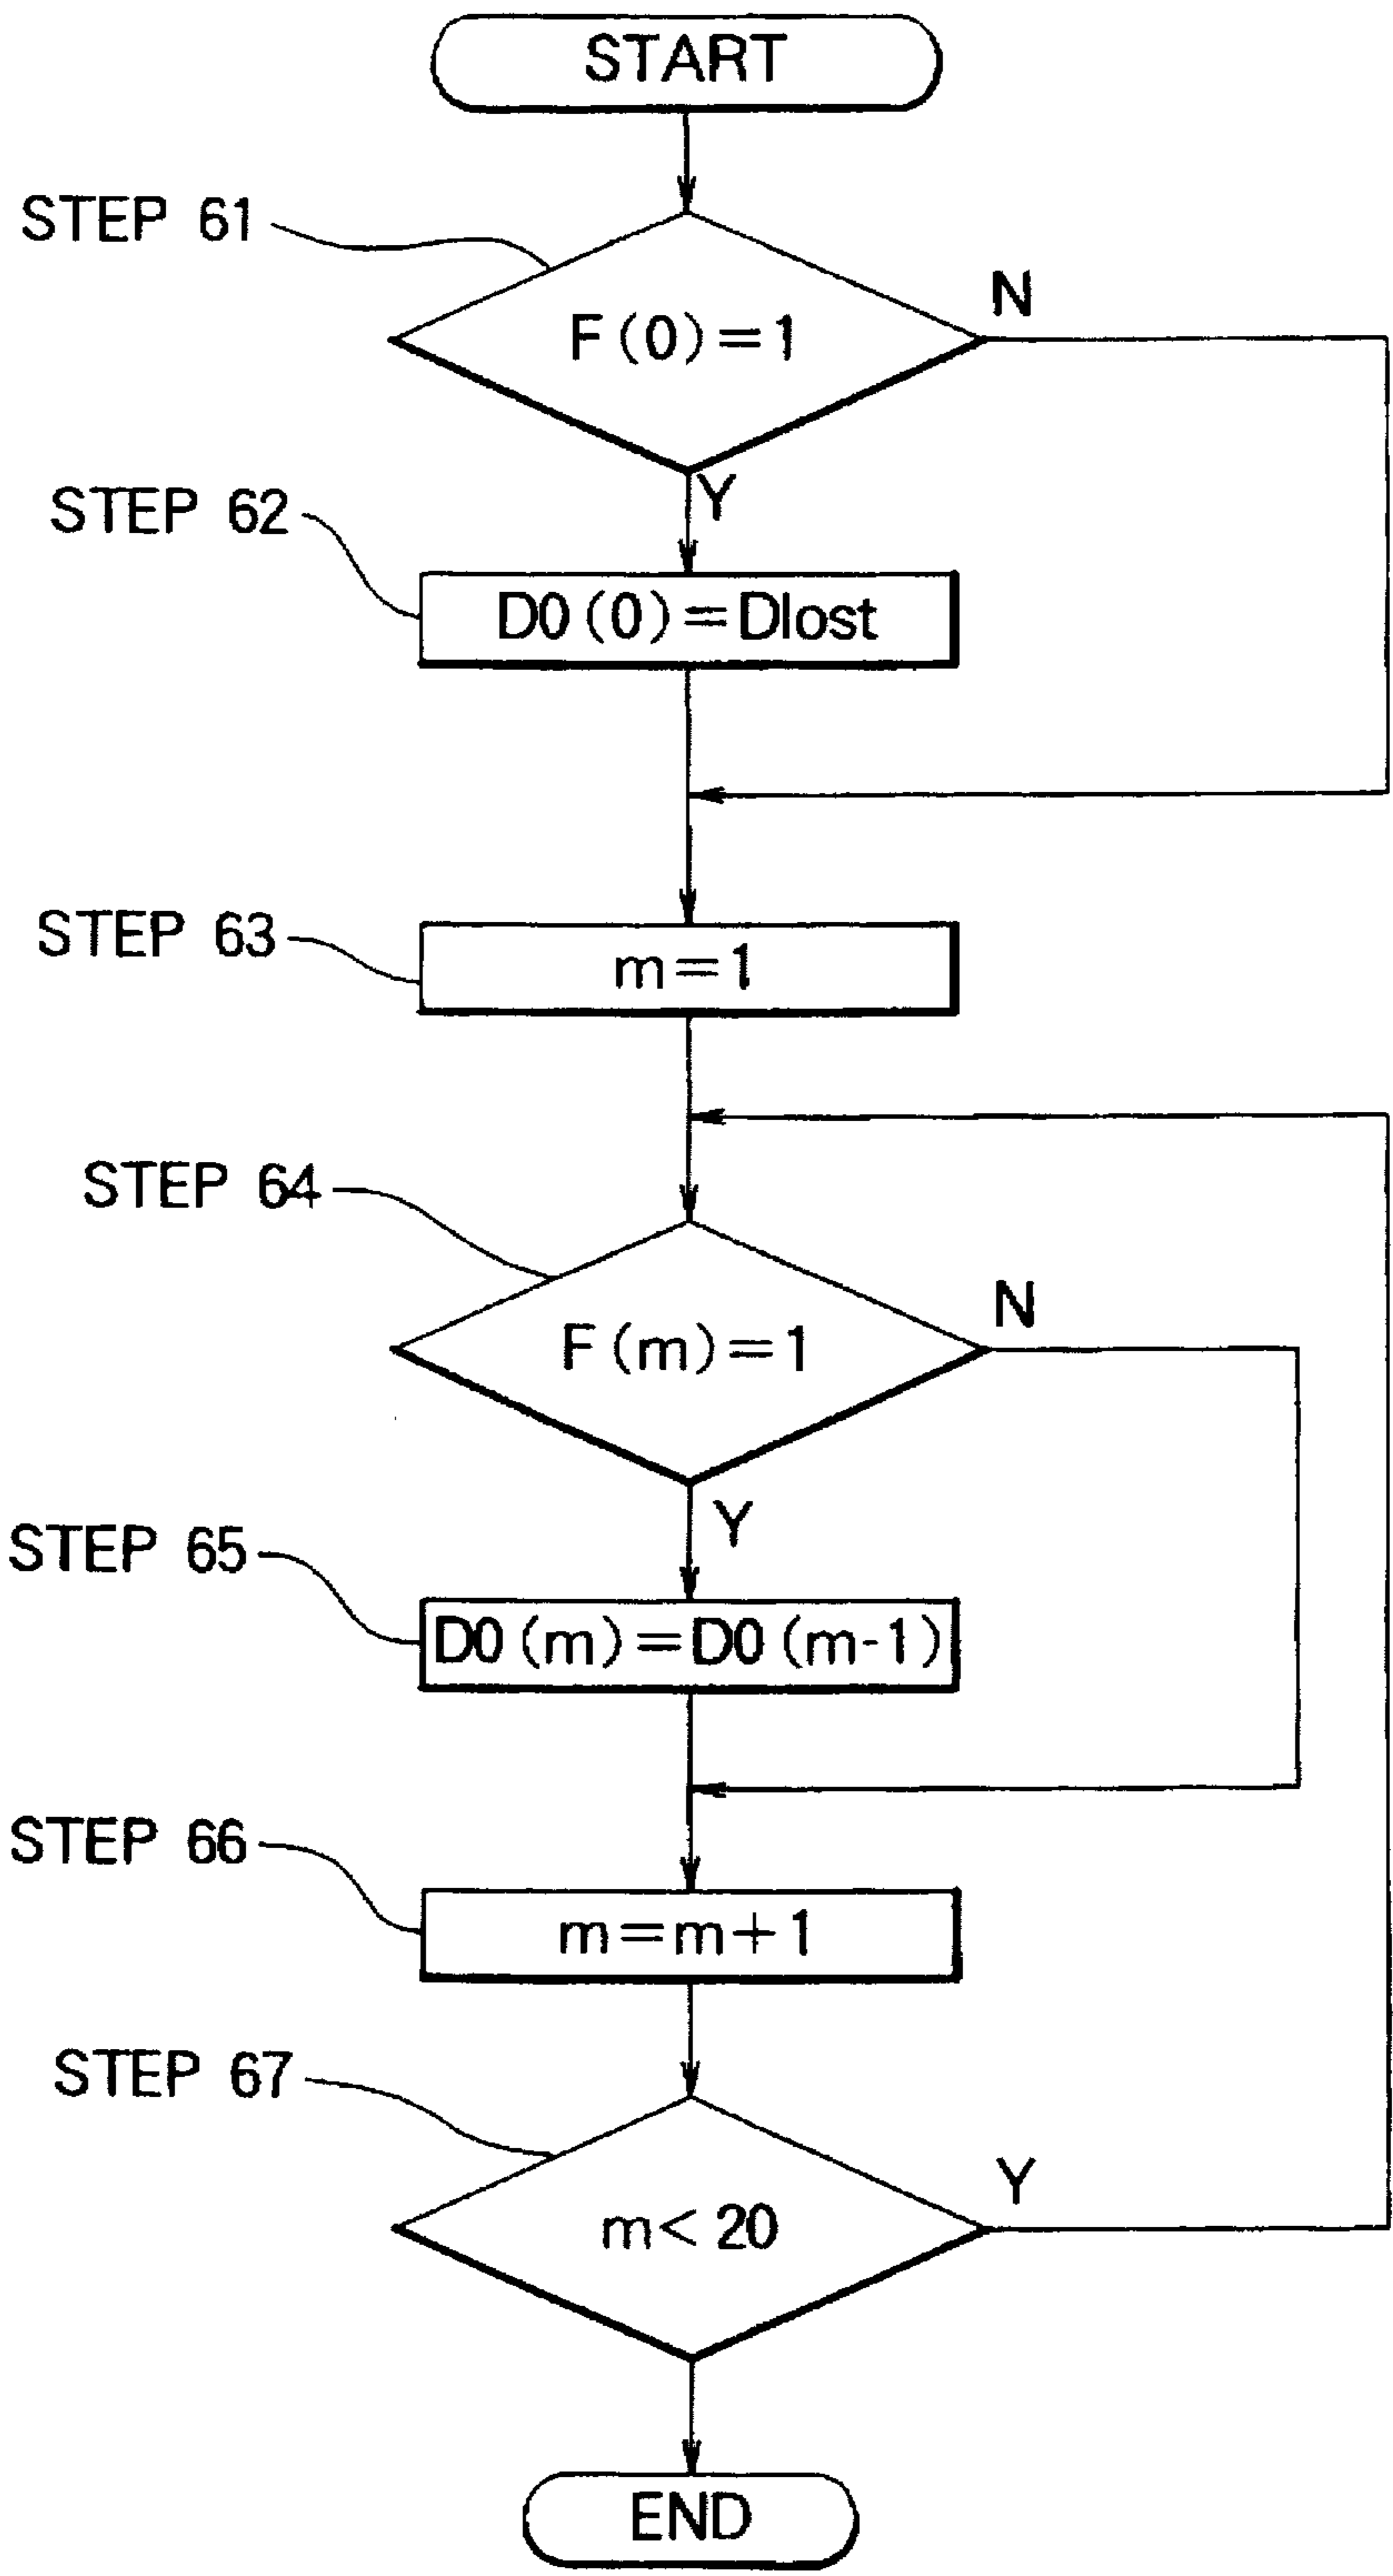 START
STEP 61
F(0)=1
N
Y
STEP 62
D0(0)=Dlost
STEP 63
m=1
STEP 64
F(m)=1
N
Y
STEP 65
D0(m)=D0(m-1)
STEP 66
m=m+1
STEP 67
m<20
Y
END